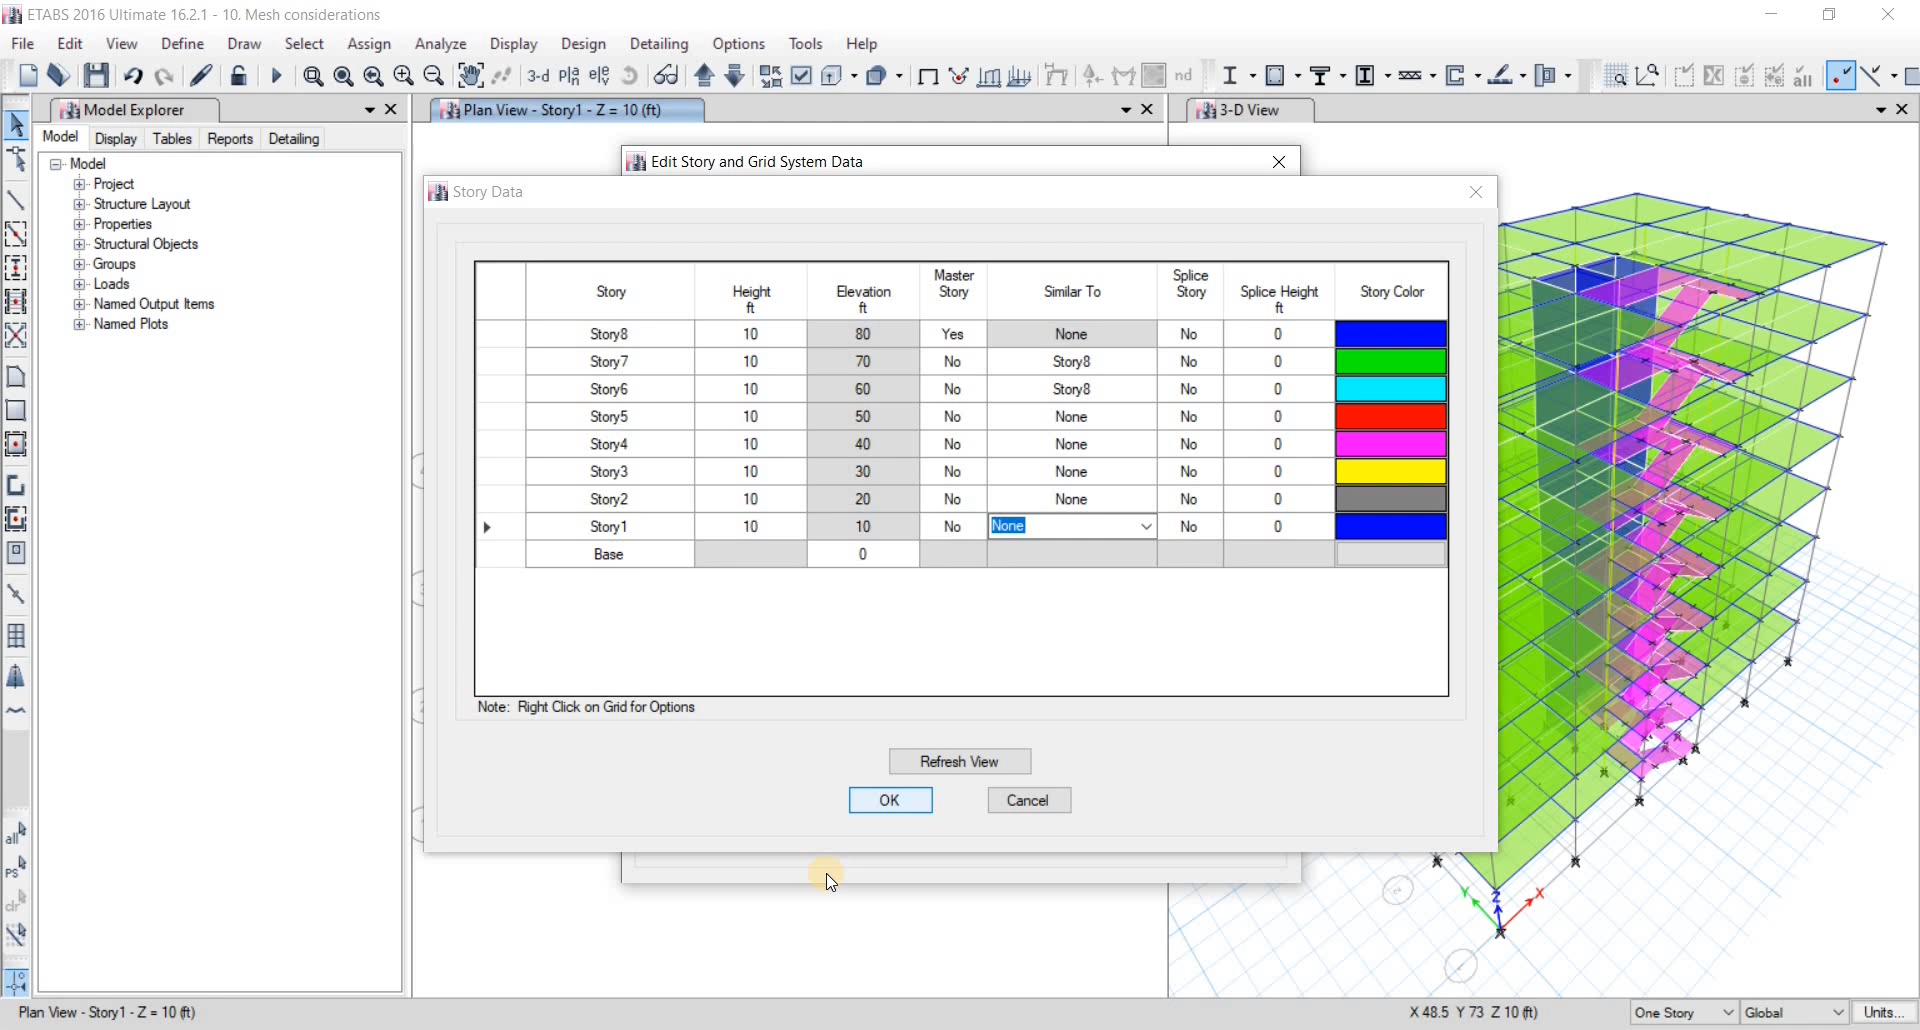 ETABS 2016 Ultimate 16.2.1 - 10. Mesh considerations
File Edit View Define Draw Select Assign Analyze Display Design Detailing Options Tools Help
3-d pla ele nd all
Model Explorer
Plan View - Story1 - Z = 10 (ft)
3-D View
Model Display Tables Reports Detailing
Model
Project
Structure Layout
Properties
Structural Objects
Groups
Loads
Named Output Items
Named Plots
Edit Story and Grid System Data
Story Data
Story Height ft Elevation ft Master Story Similar To Splice Story Splice Height ft Story Color
Story8 10 80 Yes None No 0
Story7 10 70 No Story8 No 0
Story6 10 60 No Story8 No 0
Story5 10 50 No None No 0
Story4 10 40 No None No 0
Story3 10 30 No None No 0
Story2 10 20 No None No 0
Story1 10 10 No None No 0
Base 0
Note: Right Click on Grid for Options
Refresh View
OK Cancel
all
PS
clr
Y Z X
Plan View - Story1 - Z = 10 (ft)
X 48.5 Y 73 Z 10 (ft)
One Story Global Units...